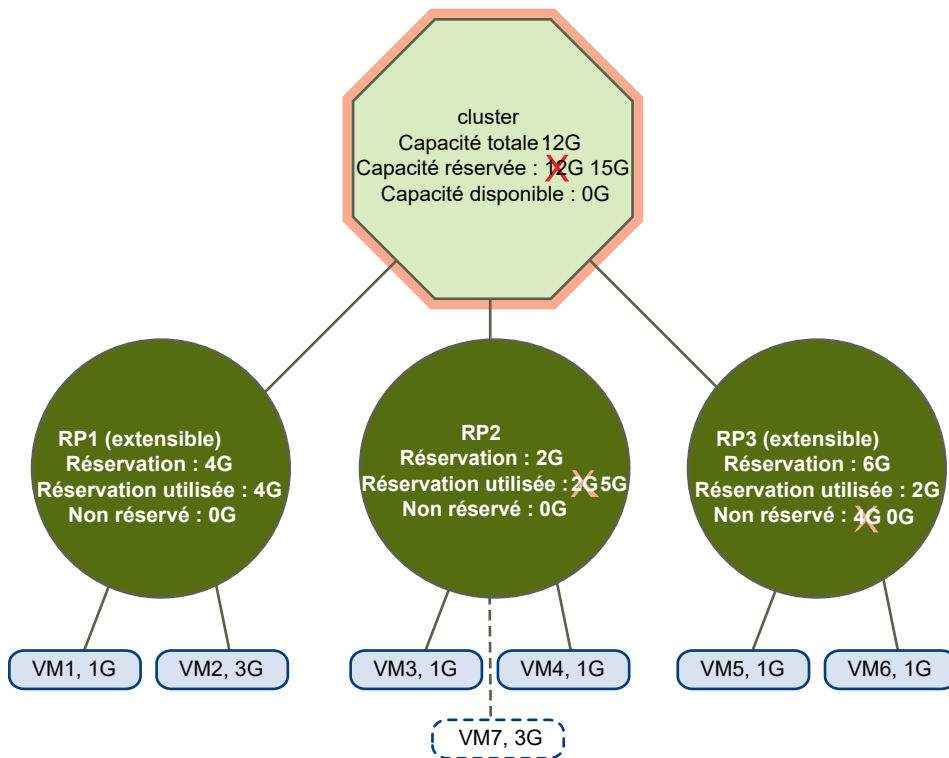 cluster
Capacité totale 12G
Capacité réservée : 12G 15G
Capacité disponible : 0G
RP1 (extensible)
Réservation : 4G
Réservation utilisée : 4G
Non réservé : 0G
RP2
Réservation : 2G
Réservation utilisée : 2G 5G
Non réservé : 0G
RP3 (extensible)
Réservation : 6G
Réservation utilisée : 2G
Non réservé : 4G 0G
VM1, 1G
VM2, 3G
VM3, 1G
VM4, 1G
VM5, 1G
VM6, 1G
VM7, 3G